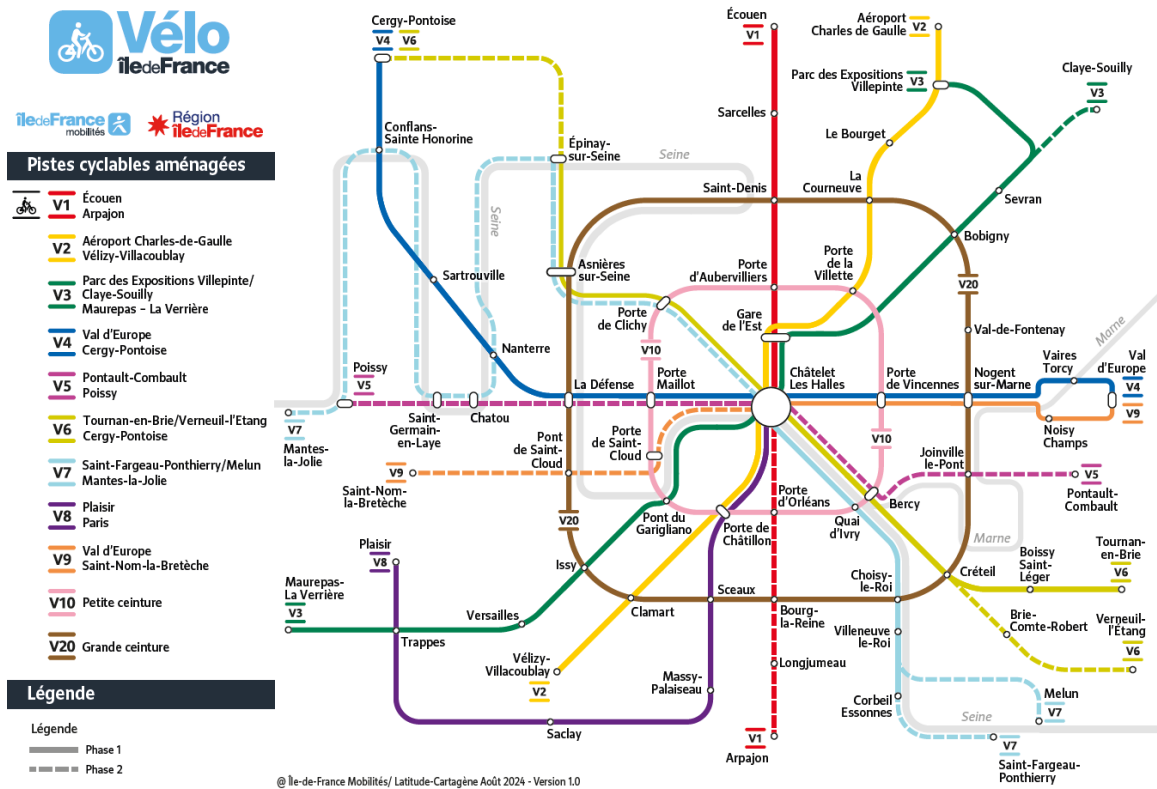 Vélo
îledeFrance
îledeFrance
mobilités
Région
îledeFrance
Pistes cyclables aménagées
V1
Écouen
Arpajon
V2
Aéroport Charles-de-Gaulle
Vélizy-Villacoublay
V3
Parc des Expositions Villepinte/
Claye-Souilly
Maurepas – La Verrière
V4
Val d'Europe
Cergy-Pontoise
V5
Pontault-Combault
Poissy
V6
Tournan-en-Brie/Verneuil-l'Etang
Cergy-Pontoise
V7
Saint-Fargeau-Ponthierry/Melun
Mantes-la-Jolie
V8
Plaisir
Paris
V9
Val d'Europe
Saint-Nom-la-Bretèche
V10
Petite ceinture
V20
Grande ceinture
Légende
Légende
Phase 1
Phase 2
Cergy-Pontoise
V4
V6
Écouen
V1
Aéroport
Charles de Gaulle
V2
Parc des Expositions
Villepinte
V3
Claye-Souilly
V3
Sarcelles
Conflans-
Sainte Honorine
Épinay-
sur-Seine
Seine
Le Bourget
Saint-Denis
La
Courneuve
Sevran
Seine
Bobigny
Sartrouville
Asnières
sur-Seine
Porte
d'Aubervilliers
Porte
de la
Villette
V20
Porte
de Clichy
Gare
de l'Est
Val-de-Fontenay
Marne
Nanterre
V10
Poissy
V5
La Défense
Porte
Maillot
Châtelet
Les Halles
Porte
de Vincennes
Nogent
sur-Marne
Vaires
Torcy
Val
d'Europe
V4
V9
V7
Mantes-
la-Jolie
Saint-
Germain-
en-Laye
Chatou
Pont
de Saint-
Cloud
Porte
de Saint-
Cloud
V10
Noisy
Champs
Joinville
le-Pont
V9
Saint-Nom-
la-Bretèche
V5
Pontault-
Combault
V20
Pont du
Garigliano
Porte de
Châtillon
Porte
d'Orléans
Quai
d'Ivry
Bercy
Marne
Plaisir
V8
Issy
Choisy-
le-Roi
Créteil
Boissy
Saint-
Léger
Tournan-
en-Brie
V6
Maurepas-
La Verrière
V3
Versailles
Clamart
Sceaux
Bourg-
la-Reine
Trappes
Villeneuve
le-Roi
Brie-
Comte-Robert
Verneuil-
l'Étang
V6
Vélizy-
Villacoublay
V2
Massy-
Palaiseau
Longjumeau
Corbeil
Essonnes
Melun
V7
Seine
Saclay
V1
Arpajon
V7
Saint-Fargeau-
Ponthierry
@ Île-de-France Mobilités/ Latitude-Cartagène Août 2024 - Version 1.0